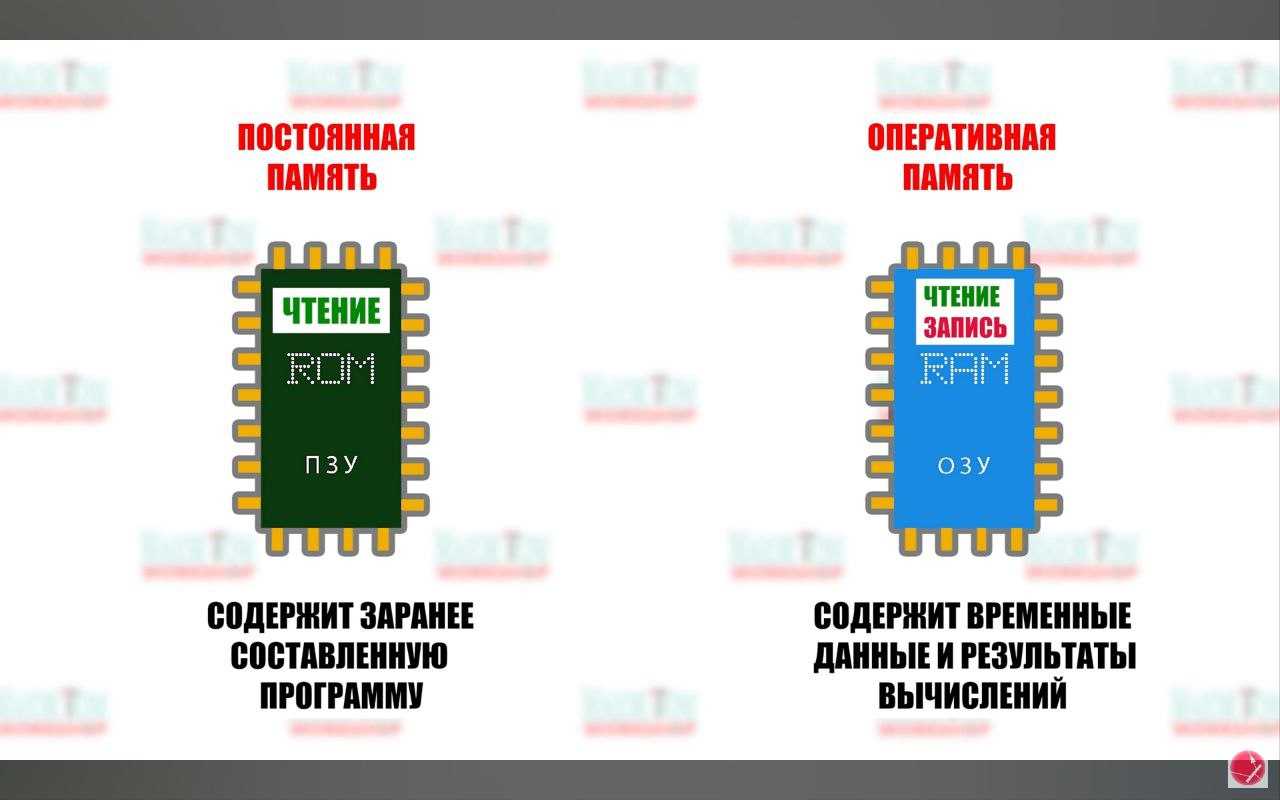 ПОСТОЯННАЯ
ПАМЯТЬ
ЧТЕНИЕ
ROM
ПЗУ
СОДЕРЖИТ ЗАРАНЕЕ
СОСТАВЛЕННУЮ
ПРОГРАММУ
ОПЕРАТИВНАЯ
ПАМЯТЬ
ЧТЕНИЕ
ЗАПИСЬ
RAM
ОЗУ
СОДЕРЖИТ ВРЕМЕННЫЕ
ДАННЫЕ И РЕЗУЛЬТАТЫ
ВЫЧИСЛЕНИЙ